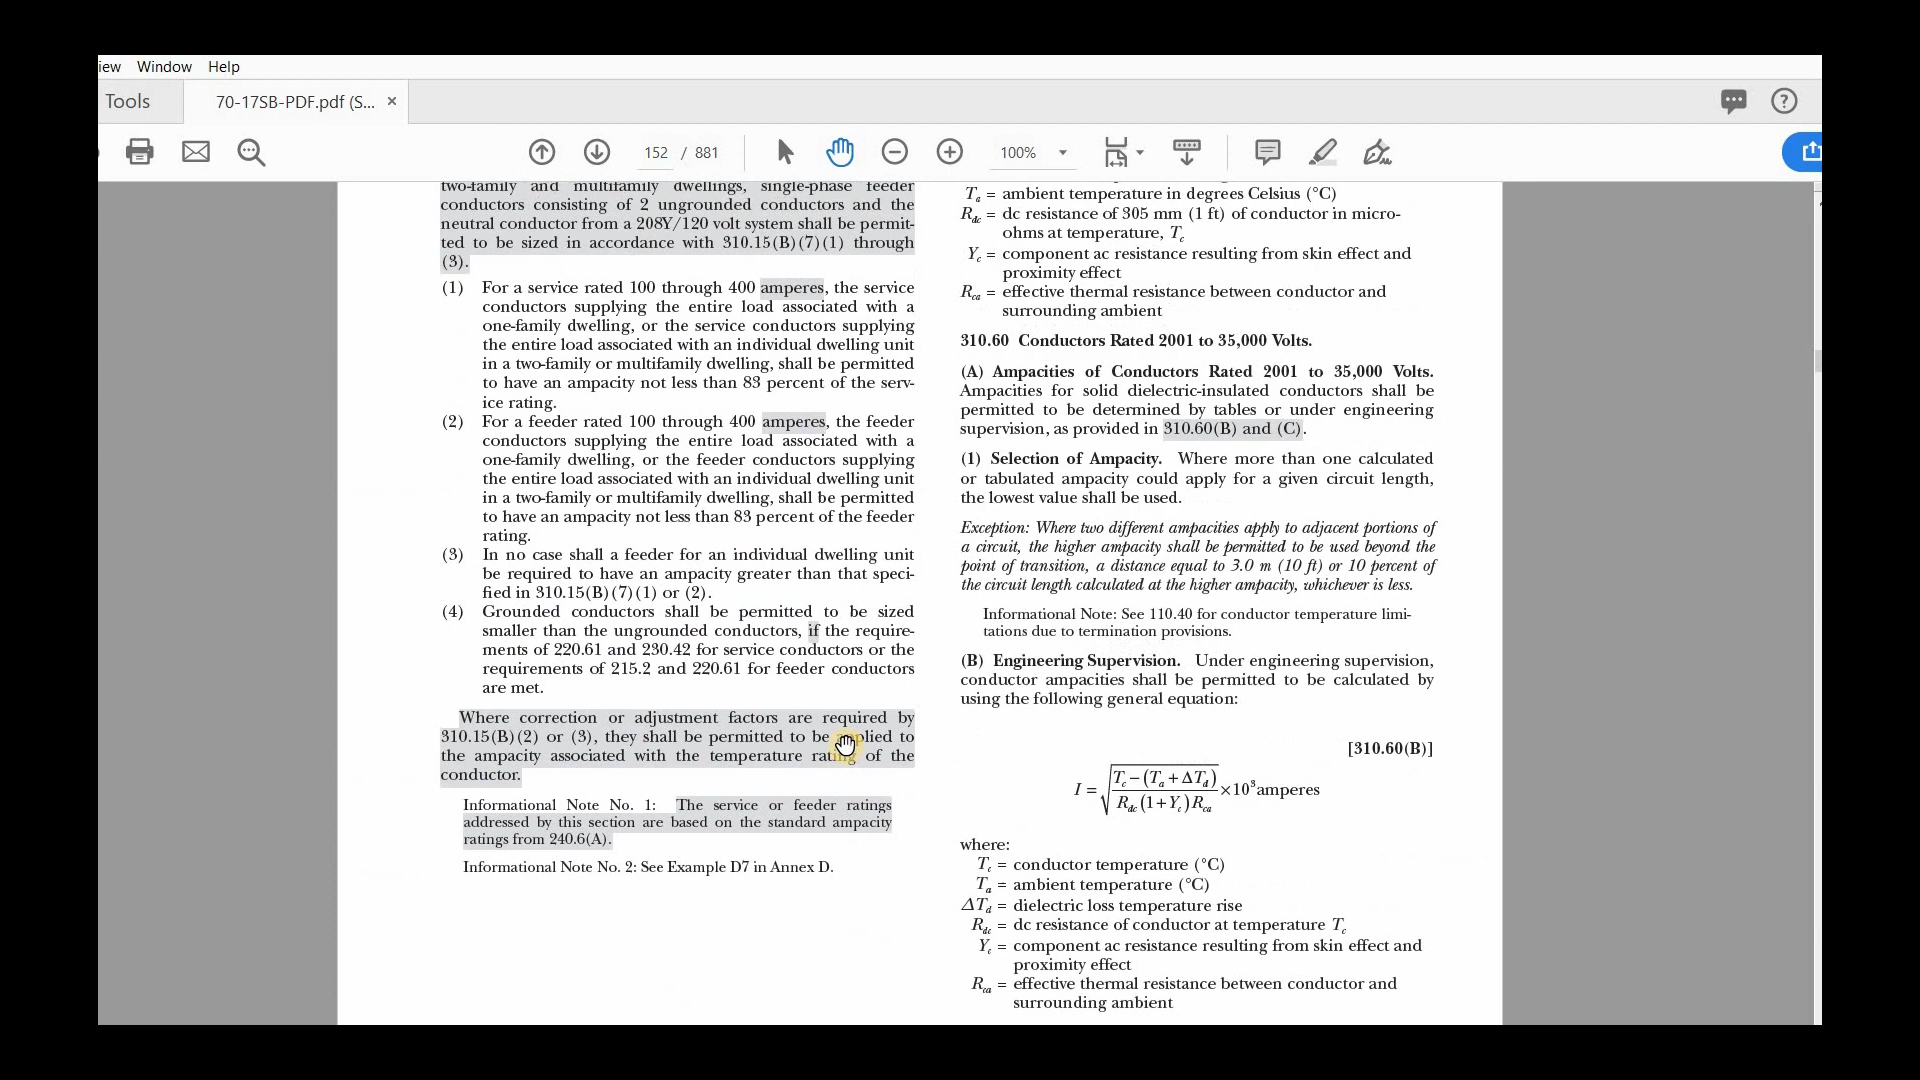 iew Window Help
Tools 70-17SB-PDF.pdf (S... ×
152 / 881 100%
two-family and multifamily dwellings, single-phase feeder
conductors consisting of 2 ungrounded conductors and the
neutral conductor from a 208Y/120 volt system shall be permit-
ted to be sized in accordance with 310.15(B)(7)(1) through
(3).
(1) For a service rated 100 through 400 amperes, the service
conductors supplying the entire load associated with a
one-family dwelling, or the service conductors supplying
the entire load associated with an individual dwelling unit
in a two-family or multifamily dwelling, shall be permitted
to have an ampacity not less than 83 percent of the serv-
ice rating.
(2) For a feeder rated 100 through 400 amperes, the feeder
conductors supplying the entire load associated with a
one-family dwelling, or the feeder conductors supplying
the entire load associated with an individual dwelling unit
in a two-family or multifamily dwelling, shall be permitted
to have an ampacity not less than 83 percent of the feeder
rating.
(3) In no case shall a feeder for an individual dwelling unit
be required to have an ampacity greater than that speci-
fied in 310.15(B)(7)(1) or (2).
(4) Grounded conductors shall be permitted to be sized
smaller than the ungrounded conductors, if the require-
ments of 220.61 and 230.42 for service conductors or the
requirements of 215.2 and 220.61 for feeder conductors
are met.
Where correction or adjustment factors are required by
310.15(B)(2) or (3), they shall be permitted to be applied to
the ampacity associated with the temperature rating of the
conductor.
Informational Note No. 1: The service or feeder ratings
addressed by this section are based on the standard ampacity
ratings from 240.6(A).
Informational Note No. 2: See Example D7 in Annex D.
Ta = ambient temperature in degrees Celsius (°C)
Rdc = dc resistance of 305 mm (1 ft) of conductor in micro-
ohms at temperature, Tc
Yc = component ac resistance resulting from skin effect and
proximity effect
Rca = effective thermal resistance between conductor and
surrounding ambient
310.60 Conductors Rated 2001 to 35,000 Volts.
(A) Ampacities of Conductors Rated 2001 to 35,000 Volts.
Ampacities for solid dielectric-insulated conductors shall be
permitted to be determined by tables or under engineering
supervision, as provided in 310.60(B) and (C).
(1) Selection of Ampacity. Where more than one calculated
or tabulated ampacity could apply for a given circuit length,
the lowest value shall be used.
Exception: Where two different ampacities apply to adjacent portions of
a circuit, the higher ampacity shall be permitted to be used beyond the
point of transition, a distance equal to 3.0 m (10 ft) or 10 percent of
the circuit length calculated at the higher ampacity, whichever is less.
Informational Note: See 110.40 for conductor temperature limi-
tations due to termination provisions.
(B) Engineering Supervision. Under engineering supervision,
conductor ampacities shall be permitted to be calculated by
using the following general equation:
[310.60(B)]
I = √(Tc − (Ta + ΔTd) / Rdc(1 + Yc)Rca) × 10³ amperes
where:
Tc = conductor temperature (°C)
Ta = ambient temperature (°C)
ΔTd = dielectric loss temperature rise
Rdc = dc resistance of conductor at temperature Tc
Yc = component ac resistance resulting from skin effect and
proximity effect
Rca = effective thermal resistance between conductor and
surrounding ambient